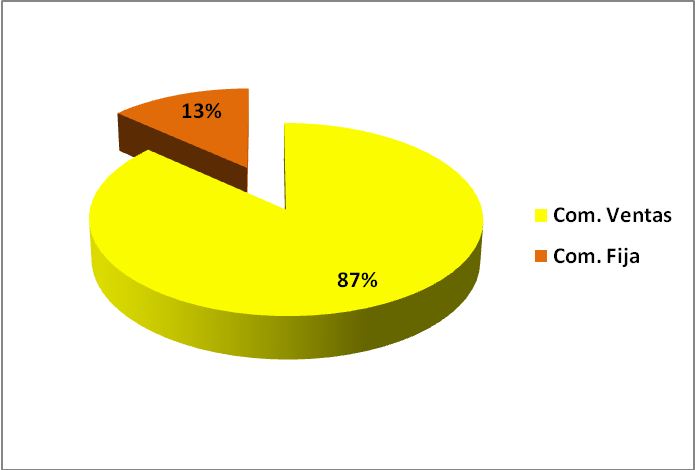 13%
87%
Com. Ventas
Com. Fija